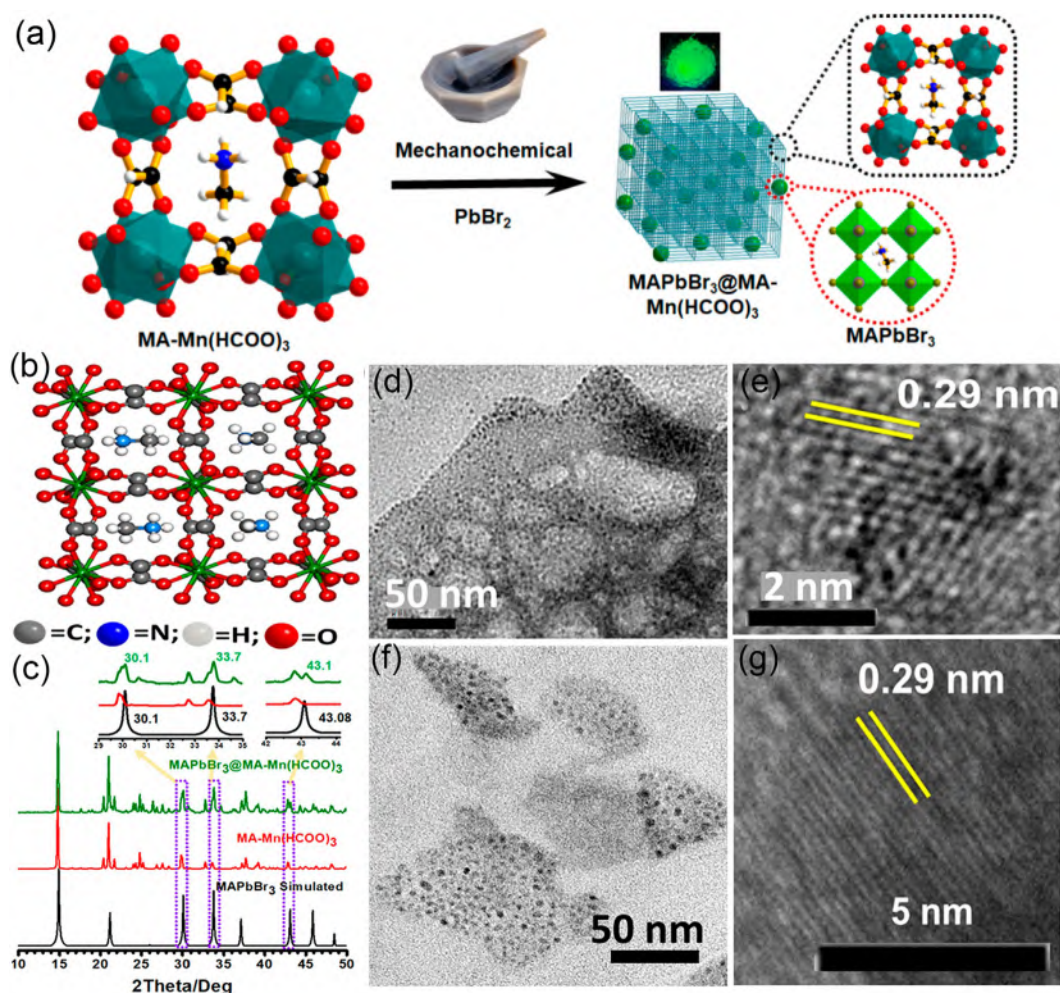 (a)
Mechanochemical
PbBr2
MA-Mn(HCOO)3
MAPbBr3@MA-
Mn(HCOO)3
MAPbBr3
(b)
=C; =N; =H; =O
(c)
30.1 33.7 43.1
30.1 33.7 43.08
29 30 31 32 33 34 35 42 43 44
MAPbBr3@MA-Mn(HCOO)3
MA-Mn(HCOO)3
MAPbBr3 Simulated
10 15 20 25 30 35 40 45 50
2Theta/Deg
(d)
50 nm
(e)
0.29 nm
2 nm
(f)
50 nm
(g)
0.29 nm
5 nm